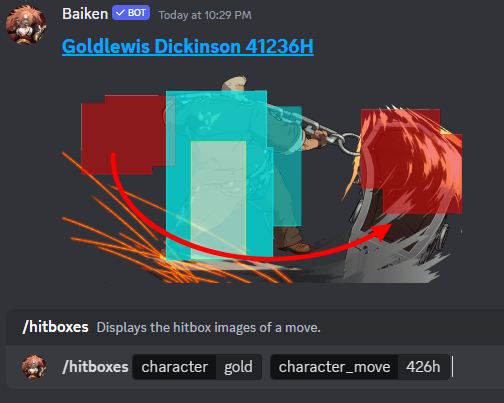 Baiken ✓ BOT Today at 10:29 PM
Goldlewis Dickinson 41236H
/hitboxes Displays the hitbox images of a move.
/hitboxes character gold character_move 426h